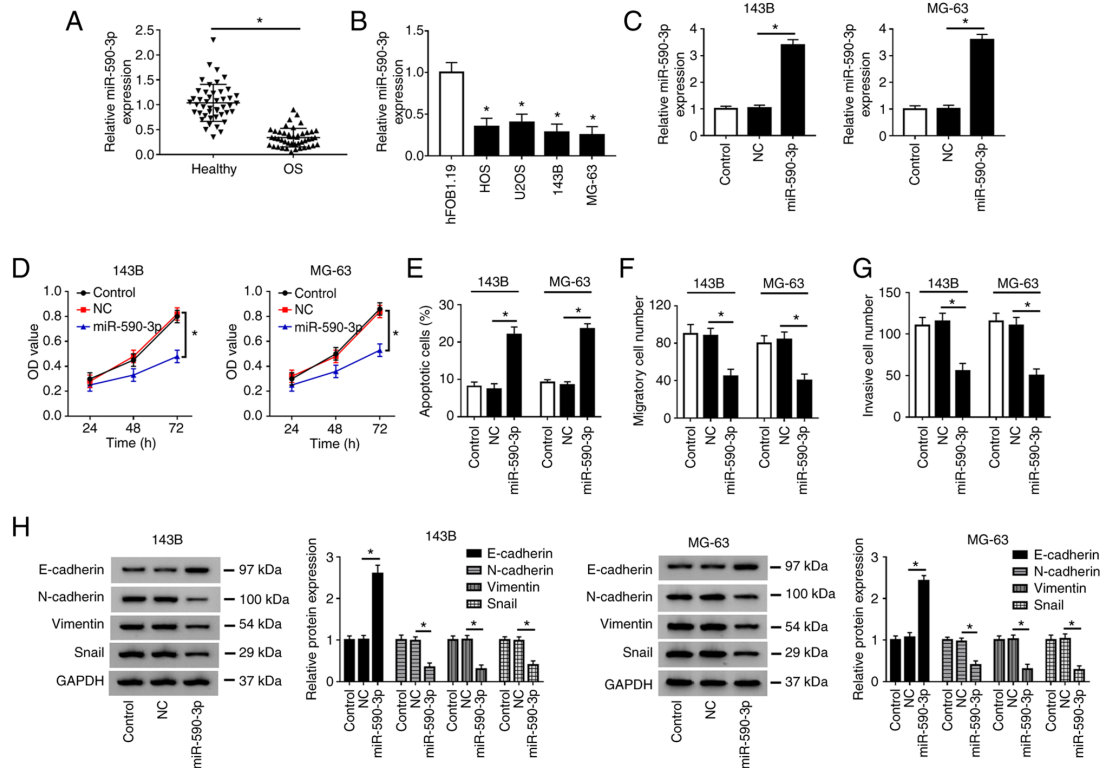 A
Relative miR-590-3p
expression
2.5
2.0
1.5
1.0
0.5
0.0
*
Healthy
OS
B
Relative miR-590-3p
expression
1.5
1.0
0.5
0.0
* * * *
hFOB1.19
HOS
U2OS
143B
MG-63
C
143B
Relative miR-590-3p
expression
4
3
2
1
0
*
Control
NC
miR-590-3p
MG-63
Relative miR-590-3p
expression
4
3
2
1
0
*
Control
NC
miR-590-3p
D
143B
OD value
1.0
0.8
0.6
0.4
0.2
0.0
Control
NC
miR-590-3p
*
24 48 72
Time (h)
MG-63
OD value
1.0
0.8
0.6
0.4
0.2
0.0
Control
NC
miR-590-3p
*
24 48 72
Time (h)
E
143B MG-63
Apoptotic cells (%)
30
20
10
0
* *
Control
NC
miR-590-3p
Control
NC
miR-590-3p
F
143B MG-63
Migratory cell number
120
80
40
0
* *
Control
NC
miR-590-3p
Control
NC
miR-590-3p
G
143B MG-63
Invasive cell number
150
100
50
0
* *
Control
NC
miR-590-3p
Control
NC
miR-590-3p
H
143B
E-cadherin 97 kDa
N-cadherin 100 kDa
Vimentin 54 kDa
Snail 29 kDa
GAPDH 37 kDa
Control
NC
miR-590-3p
143B
Relative protein expression
3
2
1
0
E-cadherin
N-cadherin
Vimentin
Snail
* * * *
Control
NC
miR-590-3p
Control
NC
miR-590-3p
Control
NC
miR-590-3p
Control
NC
miR-590-3p
MG-63
E-cadherin 97 kDa
N-cadherin 100 kDa
Vimentin 54 kDa
Snail 29 kDa
GAPDH 37 kDa
Control
NC
miR-590-3p
MG-63
Relative protein expression
3
2
1
0
E-cadherin
N-cadherin
Vimentin
Snail
* * * *
Control
NC
miR-590-3p
Control
NC
miR-590-3p
Control
NC
miR-590-3p
Control
NC
miR-590-3p